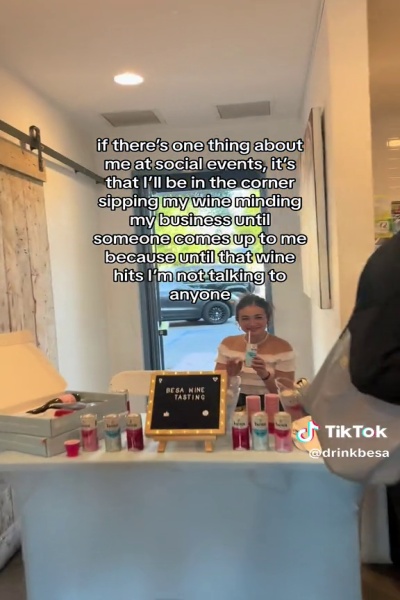 if there's one thing about
me at social events, it's
that I'll be in the corner
sipping my wine minding
my business until
someone comes up to me
because until that wine
hits I'm not talking to
anyone
BESA WINE
TASTING
TikTok
@drinkbesa